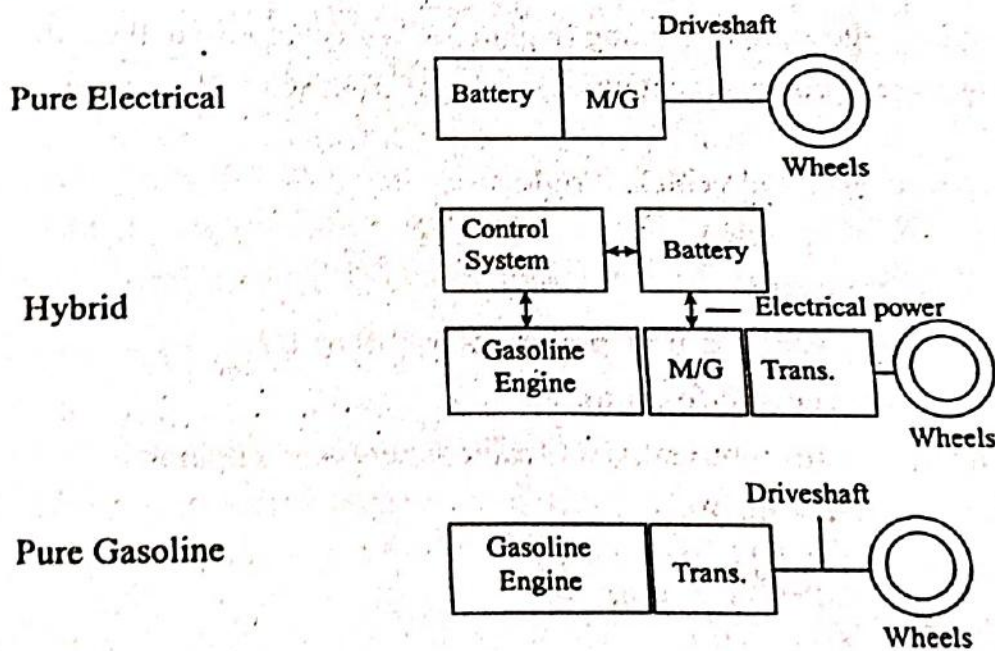 Driveshaft
Pure Electrical
Battery
M/G
Wheels
Control
System
Battery
Hybrid
Electrical power
Gasoline
Engine
M/G
Trans.
Wheels
Driveshaft
Pure Gasoline
Gasoline
Engine
Trans.
Wheels